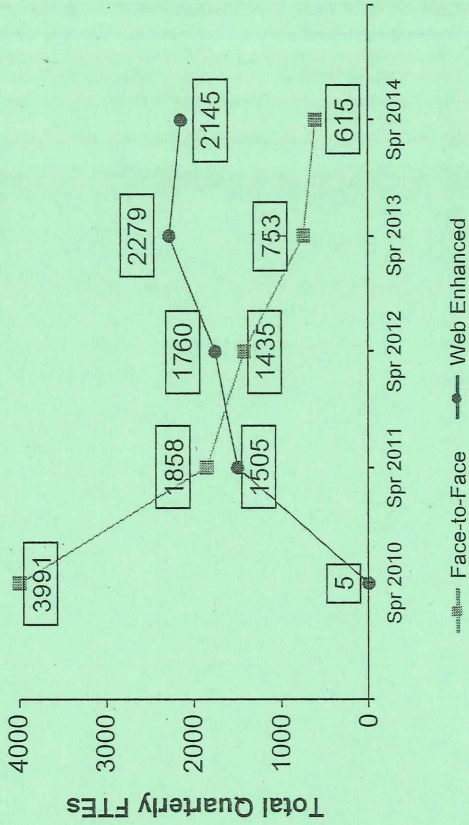 Total Quarterly FTEs
4000
3000
2000
1000
0
3991
1858
1760
2279
2145
5
1505
1435
753
615
Spr 2010
Spr 2011
Spr 2012
Spr 2013
Spr 2014
Face-to-Face
Web Enhanced